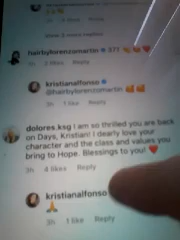 hairbylorenzomartin
2 likes Reply
kristianalfonso
@hairbylorenzomartin
3h 1 like Reply
dolores.ksg I am so thrilled you are back
on Days, Kristian! I dearly love your
character and the class and values you
bring to Hope. Blessings to you! ❤️
3h 4 likes Reply
kristianalfonso
🙏
3h 1 like Reply